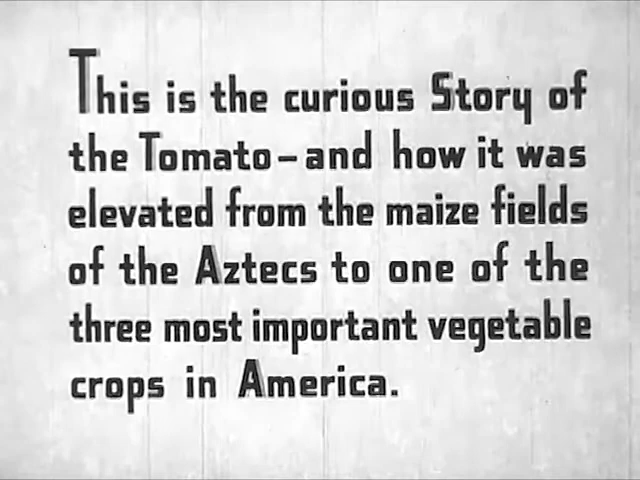 This is the curious Story of
the Tomato – and how it was
elevated from the maize fields
of the Aztecs to one of the
three most important vegetable
crops in America.